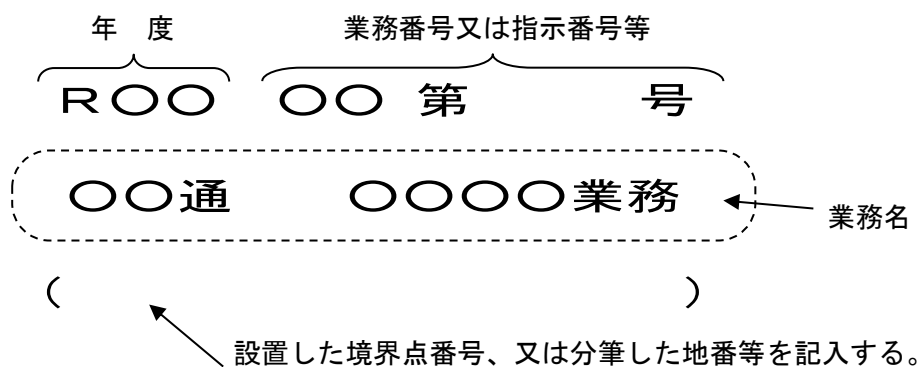 年　度　業務番号又は指示番号等
R〇〇　〇〇 第　　　号
〇〇通　〇〇〇〇業務
業務名
(　　　)
設置した境界点番号、又は分筆した地番等を記入する。